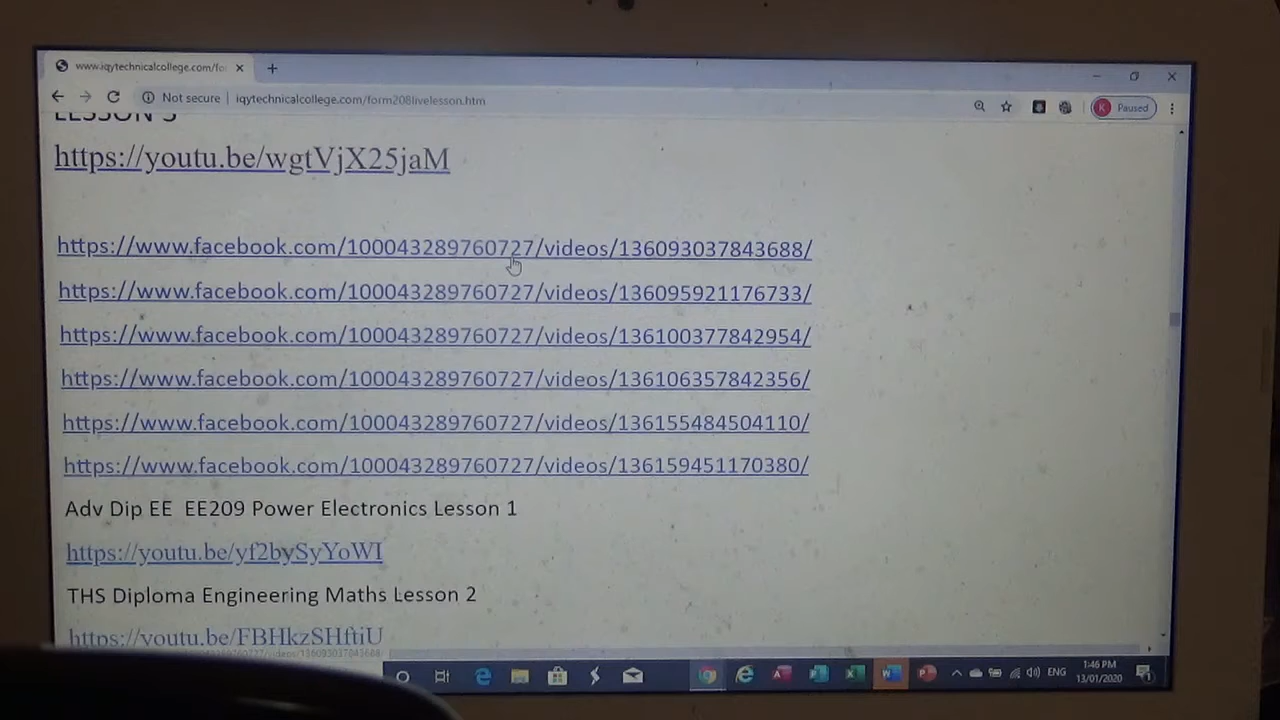 www.iqytechnicalcollege.com/fo
Not secure
iqytechnicalcollege.com/form208livelesson.htm
K Paused
LESSON 3
https://youtu.be/wgtVjX25jaM
https://www.facebook.com/100043289760727/videos/136093037843688/
https://www.facebook.com/100043289760727/videos/136095921176733/
https://www.facebook.com/100043289760727/videos/136100377842954/
https://www.facebook.com/100043289760727/videos/136106357842356/
https://www.facebook.com/100043289760727/videos/136155484504110/
https://www.facebook.com/100043289760727/videos/136159451170380/
Adv Dip EE EE209 Power Electronics Lesson 1
https://youtu.be/yf2bySyYoWI
THS Diploma Engineering Maths Lesson 2
https://youtu.be/FBHkzSHftiU
ENG
1:46 PM
13/01/2020